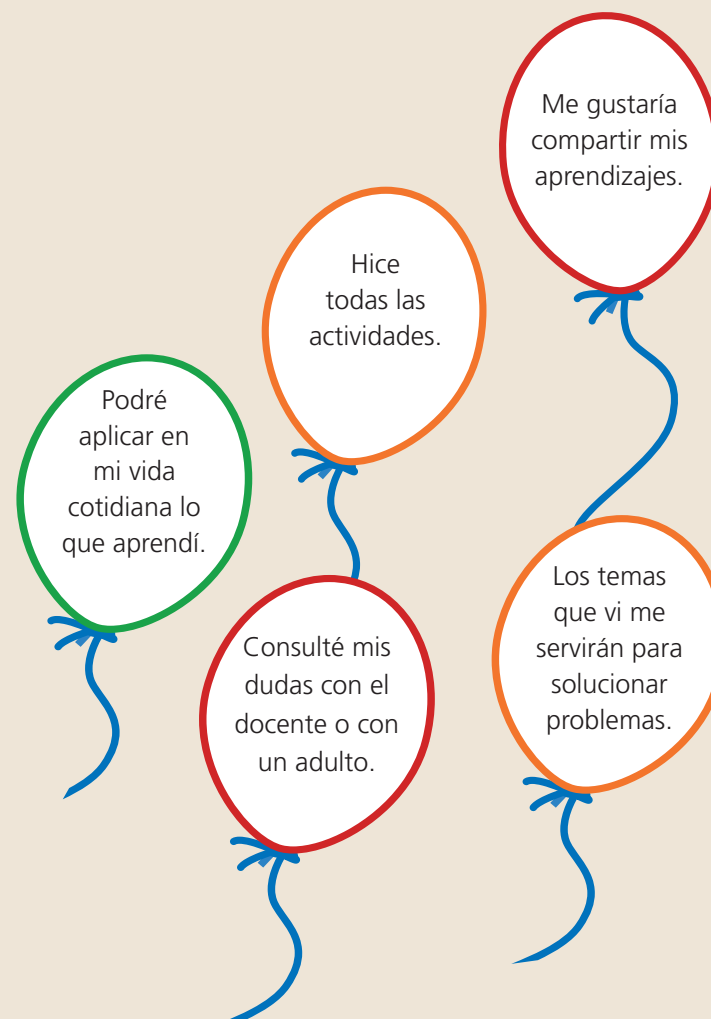 Me gustaría
compartir mis
aprendizajes.
Hice
todas las
actividades.
Podré
aplicar en
mi vida
cotidiana lo
que aprendí.
Los temas
que vi me
servirán para
solucionar
problemas.
Consulté mis
dudas con el
docente o con
un adulto.